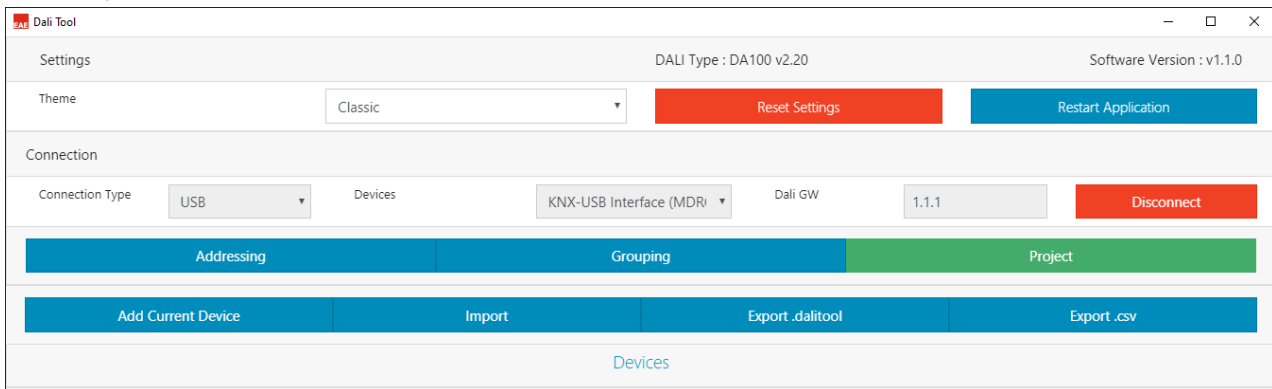 EAE Dali Tool
Settings DALI Type : DA100 v2.20 Software Version : v1.1.0
Theme Classic Reset Settings Restart Application
Connection
Connection Type USB Devices KNX-USB Interface (MDR Dali GW 1.1.1 Disconnect
Addressing Grouping Project
Add Current Device Import Export .dalitool Export .csv
Devices